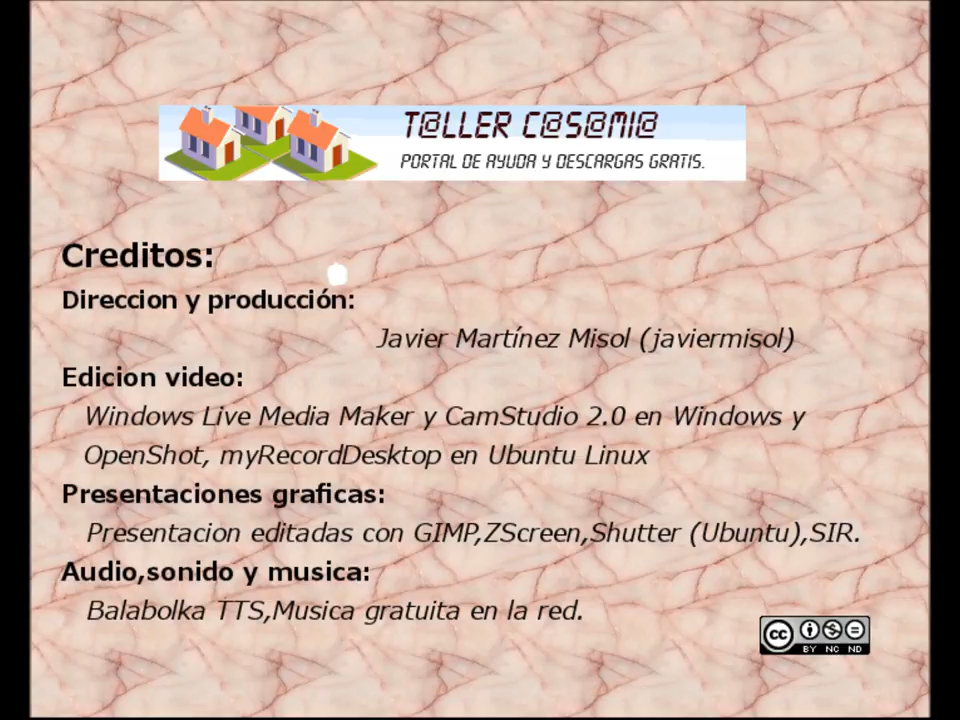 T@LLER C@S@MI@
PORTAL DE AYUDA Y DESCARGAS GRATIS.
Creditos:
Direccion y producción:
Javier Martínez Misol (javiermisol)
Edicion video:
Windows Live Media Maker y CamStudio 2.0 en Windows y
OpenShot, myRecordDesktop en Ubuntu Linux
Presentaciones graficas:
Presentacion editadas con GIMP,ZScreen,Shutter (Ubuntu),SIR.
Audio,sonido y musica:
Balabolka TTS,Musica gratuita en la red.
cc
BY NC ND